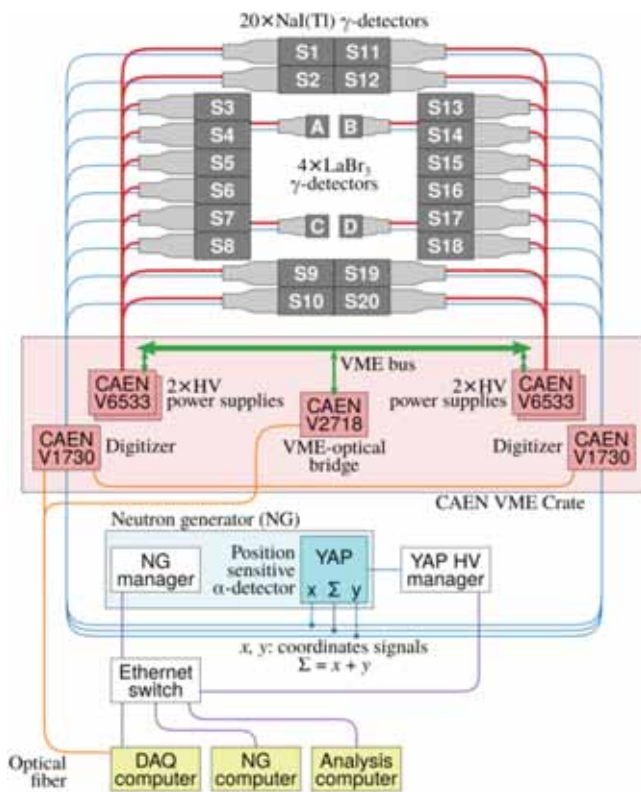 20×NaI(Tl) γ-detectors
S1 S11
S2 S12
S3 S13
S4 A B S14
S5 4×LaBr₃ S15
S6 γ-detectors S16
S7 S17
S8 C D S18
S9 S19
S10 S20
VME bus
CAEN V6533
2×HV
power supplies
CAEN V2718
VME-optical
bridge
2×HV
power supplies
CAEN V6533
CAEN V1730
Digitizer
Digitizer
CAEN V1730
CAEN VME Crate
Neutron generator (NG)
NG
manager
Position
sensitive
α-detector
YAP
x Σ y
YAP HV
manager
x, y: coordinates signals
Σ = x + y
Ethernet
switch
Optical
fiber
DAQ
computer
NG
computer
Analysis
computer